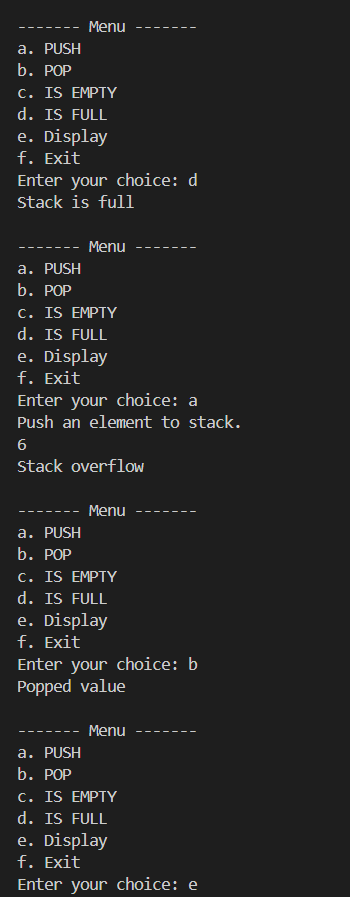 ------- Menu -------
a. PUSH
b. POP
c. IS EMPTY
d. IS FULL
e. Display
f. Exit
Enter your choice: d
Stack is full

------- Menu -------
a. PUSH
b. POP
c. IS EMPTY
d. IS FULL
e. Display
f. Exit
Enter your choice: a
Push an element to stack.
6
Stack overflow

------- Menu -------
a. PUSH
b. POP
c. IS EMPTY
d. IS FULL
e. Display
f. Exit
Enter your choice: b
Popped value

------- Menu -------
a. PUSH
b. POP
c. IS EMPTY
d. IS FULL
e. Display
f. Exit
Enter your choice: e